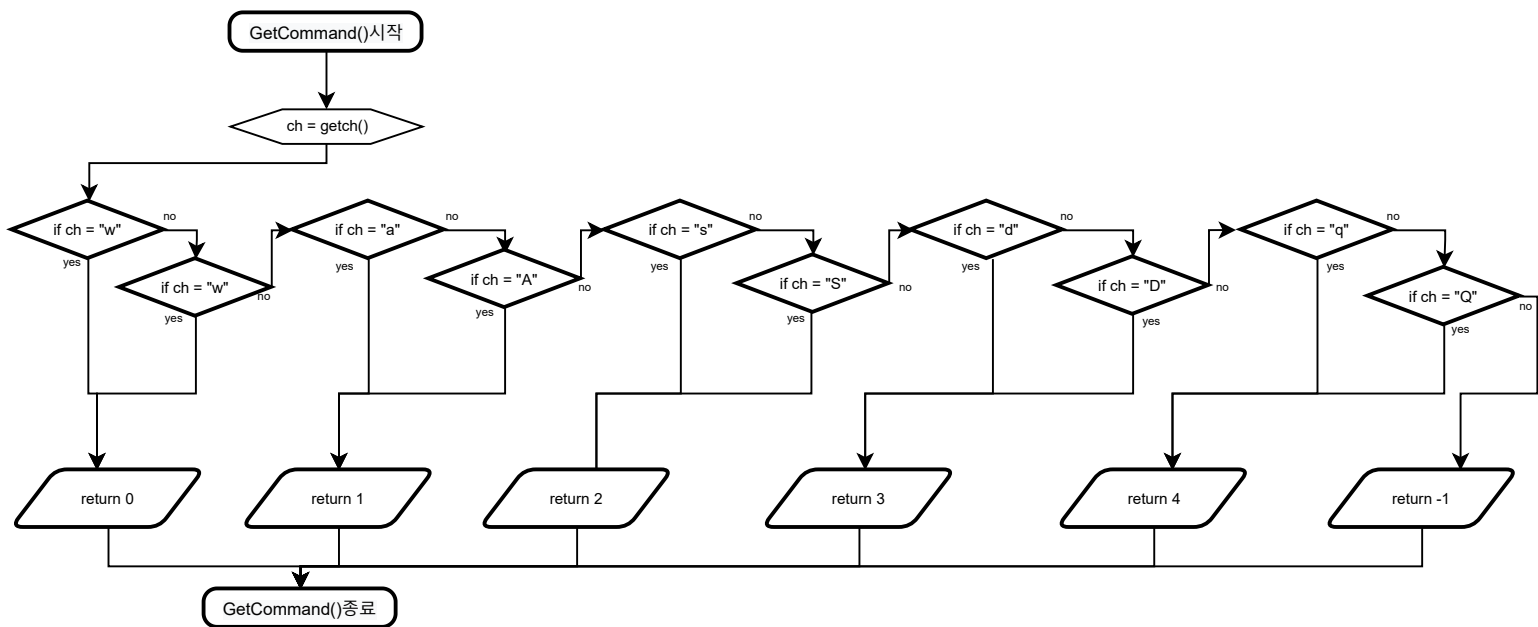 GetCommand()시작
ch = getch()
if ch = "w"
no
yes
if ch = "w"
no
yes
if ch = "a"
no
yes
if ch = "A"
no
yes
if ch = "s"
no
yes
if ch = "S"
no
yes
if ch = "d"
no
yes
if ch = "D"
no
yes
if ch = "q"
no
yes
if ch = "Q"
no
yes
return 0
return 1
return 2
return 3
return 4
return -1
GetCommand()종료